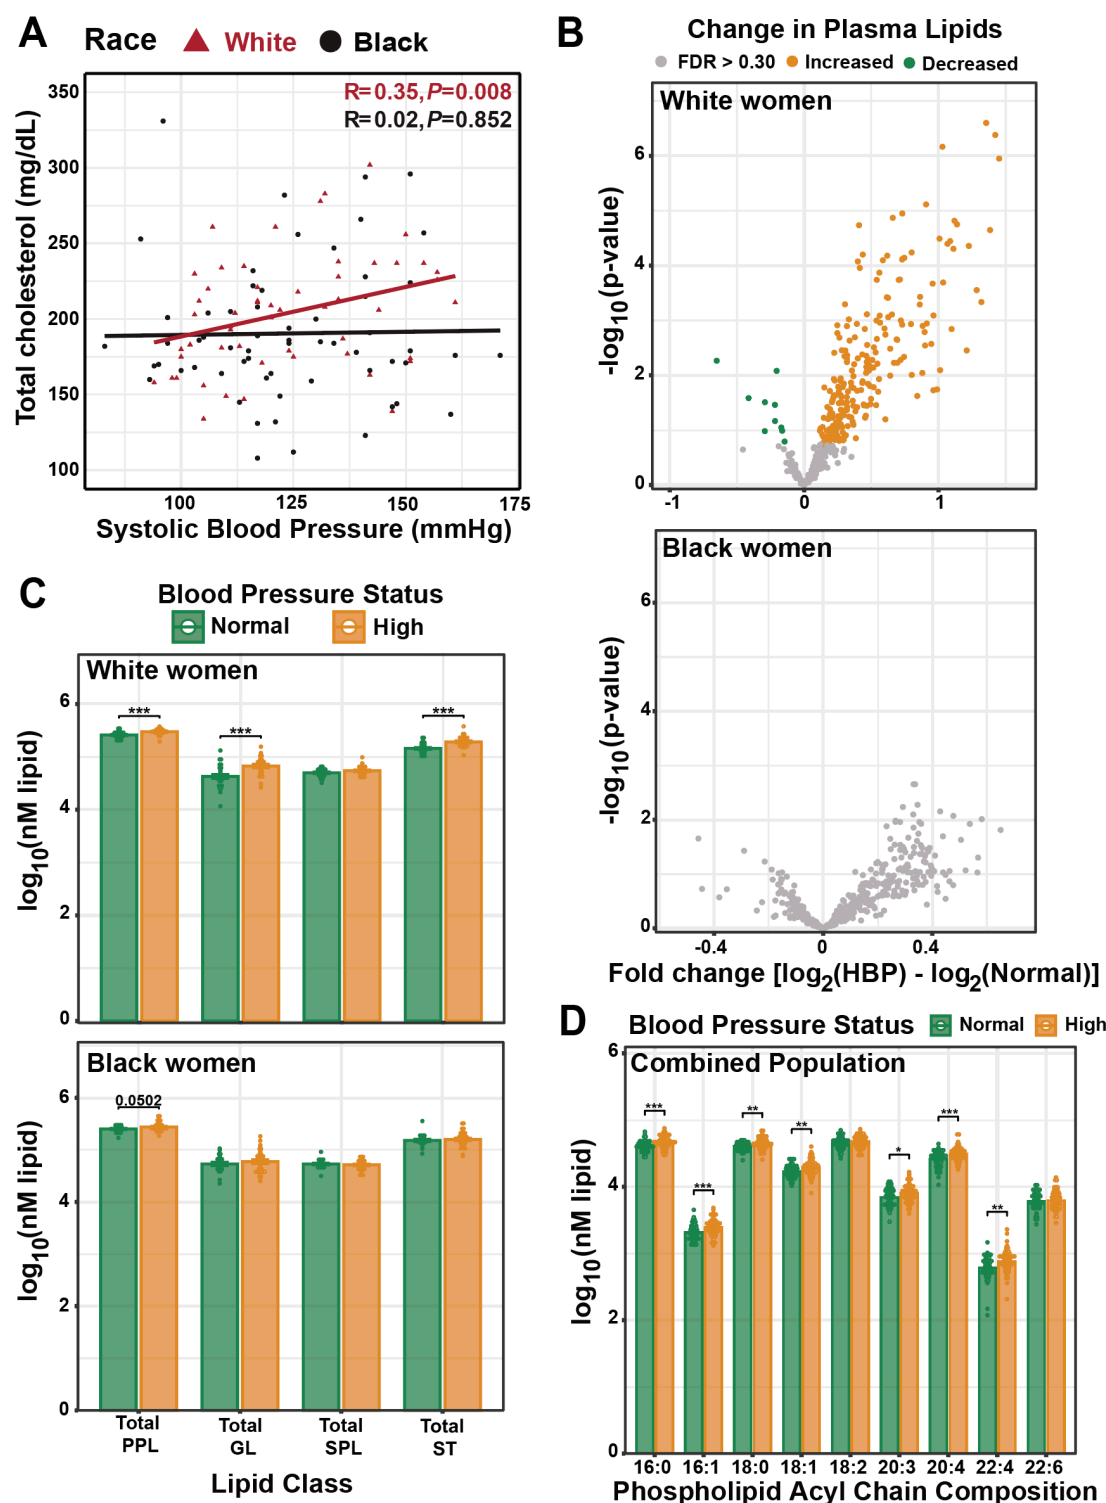 A
Race White Black
R=0.35, P=0.008
R=0.02, P=0.852
Total cholesterol (mg/dL)
350
300
250
200
150
100
100 125 150 175
Systolic Blood Pressure (mmHg)
B
Change in Plasma Lipids
FDR > 0.30 Increased Decreased
White women
-log10(p-value)
6
4
2
0
-1 0 1
Black women
-log10(p-value)
6
4
2
0
-0.4 0 0.4
Fold change [log2(HBP) - log2(Normal)]
C
Blood Pressure Status
Normal High
White women
log10(nM lipid)
6
4
2
0
*** *** ***
Black women
log10(nM lipid)
6
4
2
0
0.0502
Total PPL
Total GL
Total SPL
Total ST
Lipid Class
D
Blood Pressure Status Normal High
Combined Population
log10(nM lipid)
6
4
2
0
*** *** ** ** * *** **
16:0 16:1 18:0 18:1 18:2 20:3 20:4 22:4 22:6
Phospholipid Acyl Chain Composition